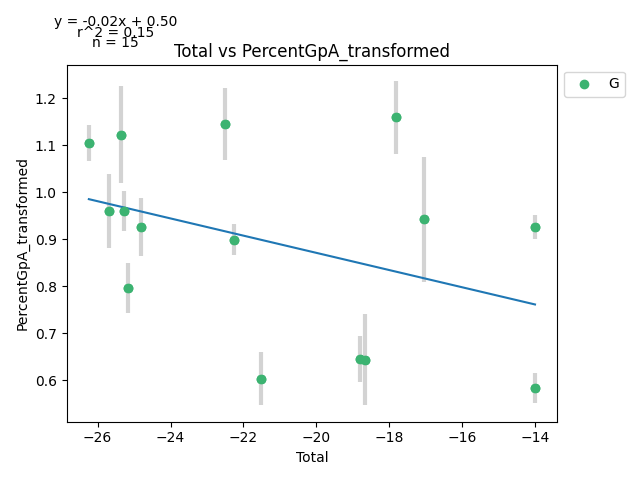 y = -0.02x + 0.50
r^2 = 0.15
n = 15
Total vs PercentGpA_transformed
G
1.2
1.1
1.0
0.9
0.8
0.7
0.6
PercentGpA_transformed
−26 −24 −22 −20 −18 −16 −14
Total